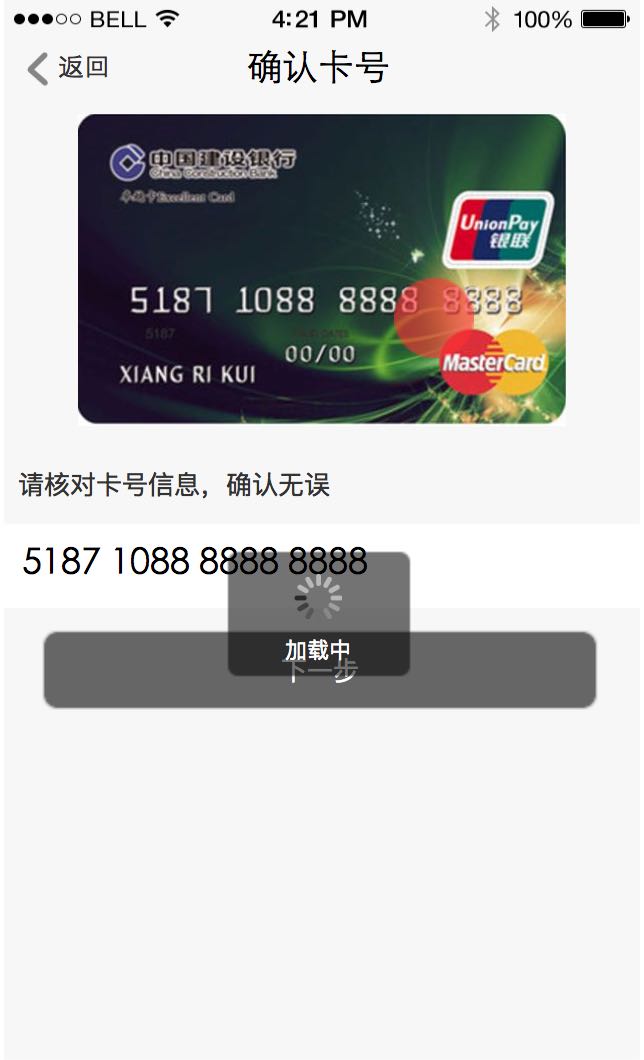 BELL 4:21 PM 100%
返回 确认卡号
中国建设银行
China Construction Bank
Excellent Card
UnionPay
银联
5187 1088 8888 8888
5187
00/00
MasterCard
XIANG RI KUI
请核对卡号信息，确认无误
5187 1088 8888 8888
加载中
下一步